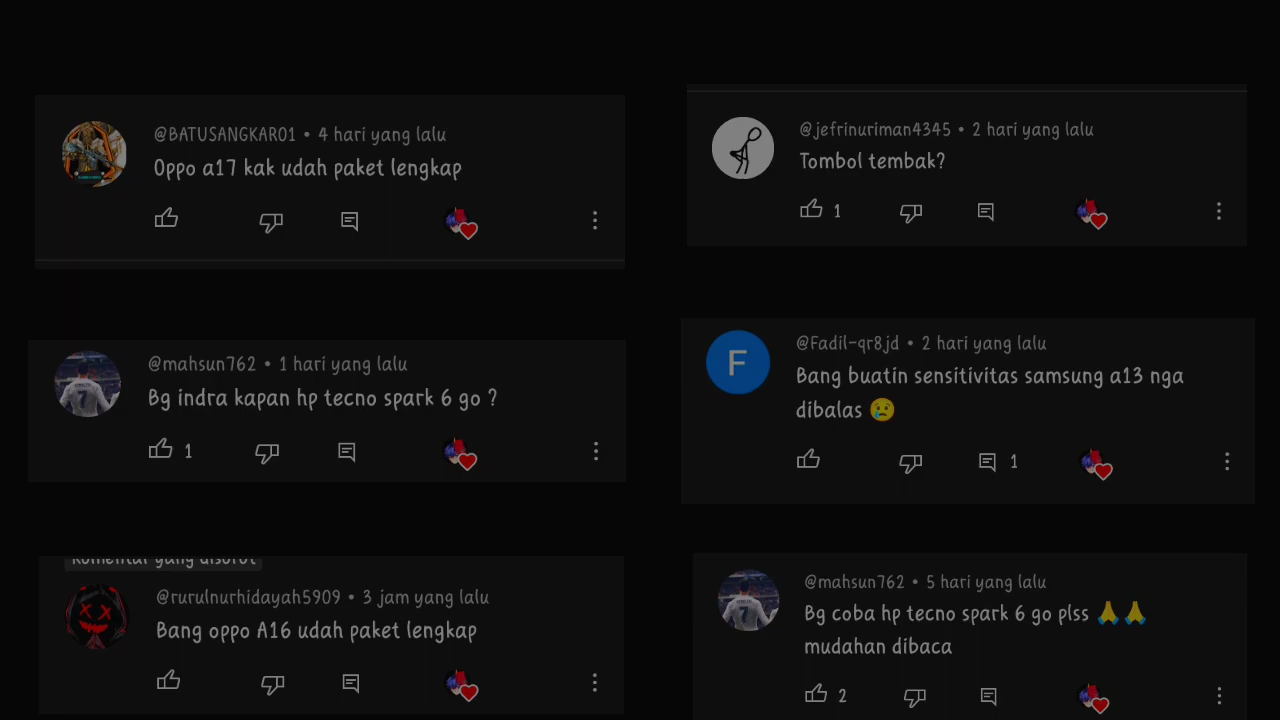 @BATUSANGKAR01 • 4 hari yang lalu
Oppo a17 kak udah paket lengkap
@mahsun762 • 1 hari yang lalu
Bg indra kapan hp tecno spark 6 go ?
1
Komentar yang disorot
@rurulnurhidayah5909 • 3 jam yang lalu
Bang oppo A16 udah paket lengkap
@jefrinuriman4345 • 2 hari yang lalu
Tombol tembak?
1
F
@Fadil-qr8jd • 2 hari yang lalu
Bang buatin sensitivitas samsung a13 nga
dibalas 😢
1
@mahsun762 • 5 hari yang lalu
Bg coba hp tecno spark 6 go plss 🙏🙏
mudahan dibaca
2